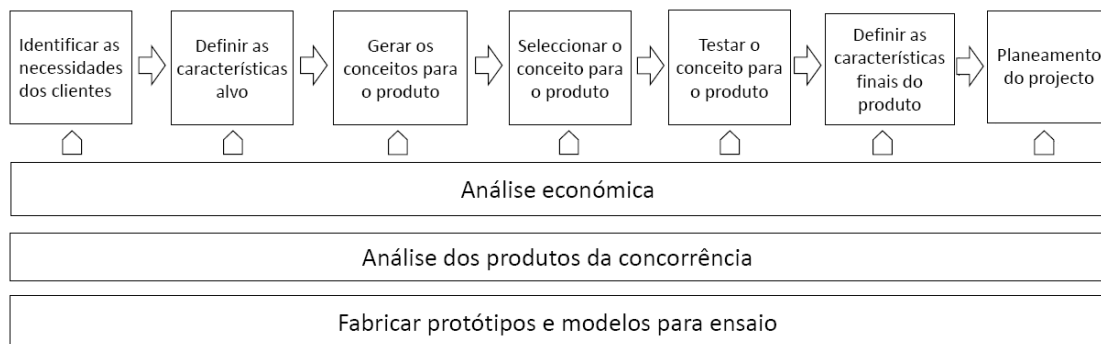 Identificar as
necessidades
dos clientes
Definir as
características
alvo
Gerar os
conceitos para
o produto
Seleccionar o
conceito para
o produto
Testar o
conceito para
o produto
Definir as
características
finais do
produto
Planeamento
do projecto
Análise económica
Análise dos produtos da concorrência
Fabricar protótipos e modelos para ensaio